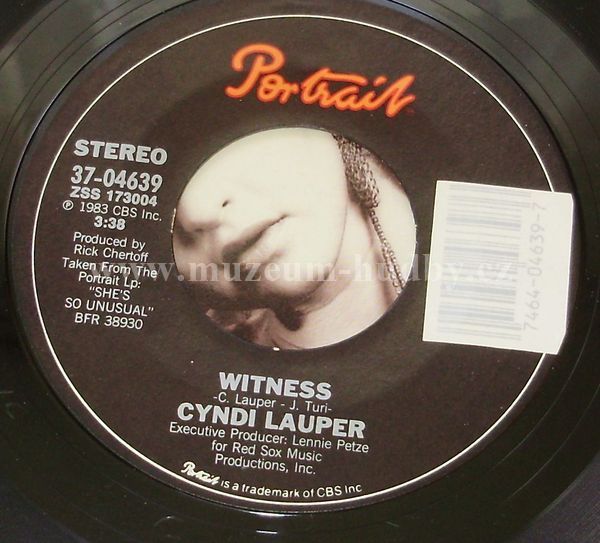 Portrait
STEREO
37-04639
ZSS 173004
℗ 1983 CBS Inc.
3:38
Produced by
Rick Chertoff
Taken From The
Portrait Lp:
"SHE'S
SO UNUSUAL"
BFR 38930
7464-04639-7
www.muzeum-hudby.cz
WITNESS
-C. Lauper - J. Turi-
CYNDI LAUPER
Executive Producer: Lennie Petze
for Red Sox Music
Productions, Inc.
Portrait is a trademark of CBS Inc